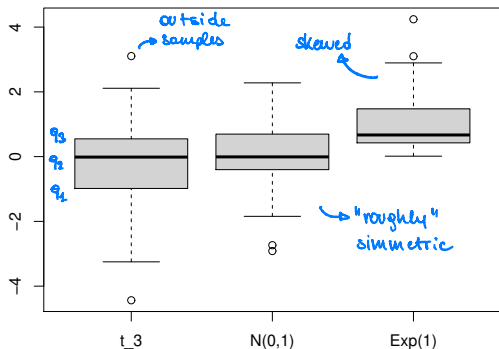 outside
samples
skewed
4
2
q3
0
q2
q1
-2
"roughly"
simmetric
-4
t_3 N(0,1) Exp(1)